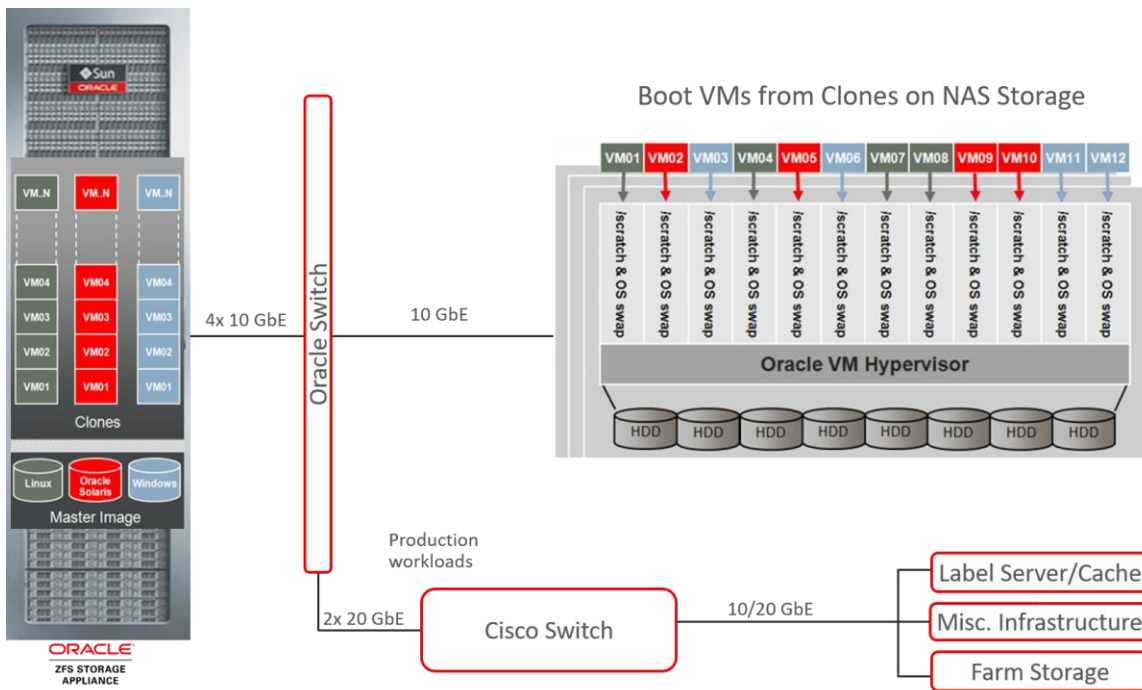 Sun
ORACLE
VM..N
VM..N
VM..N
VM04
VM04
VM04
VM03
VM03
VM03
VM02
VM02
VM02
VM01
VM01
VM01
Clones
Linux
Oracle
Solaris
Windows
Master Image
ORACLE
ZFS STORAGE
APPLIANCE
4x 10 GbE
Oracle Switch
10 GbE
Boot VMs from Clones on NAS Storage
VM01 VM02 VM03 VM04 VM05 VM06 VM07 VM08 VM09 VM10 VM11 VM12
/scratch & OS swap
/scratch & OS swap
/scratch & OS swap
/scratch & OS swap
/scratch & OS swap
/scratch & OS swap
/scratch & OS swap
/scratch & OS swap
/scratch & OS swap
/scratch & OS swap
/scratch & OS swap
/scratch & OS swap
Oracle VM Hypervisor
HDD HDD HDD HDD HDD HDD HDD HDD
Production
workloads
2x 20 GbE
Cisco Switch
10/20 GbE
Label Server/Cache
Misc. Infrastructure
Farm Storage